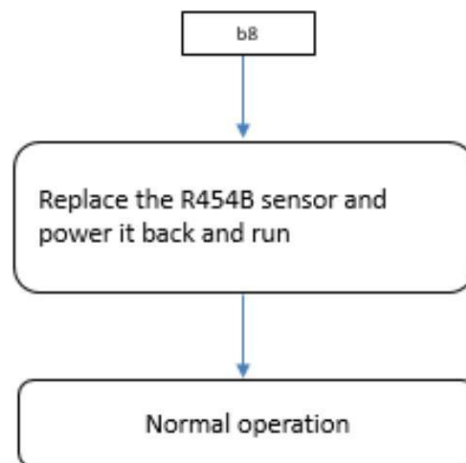 b8
Replace the R454B sensor and
power it back and run
Normal operation